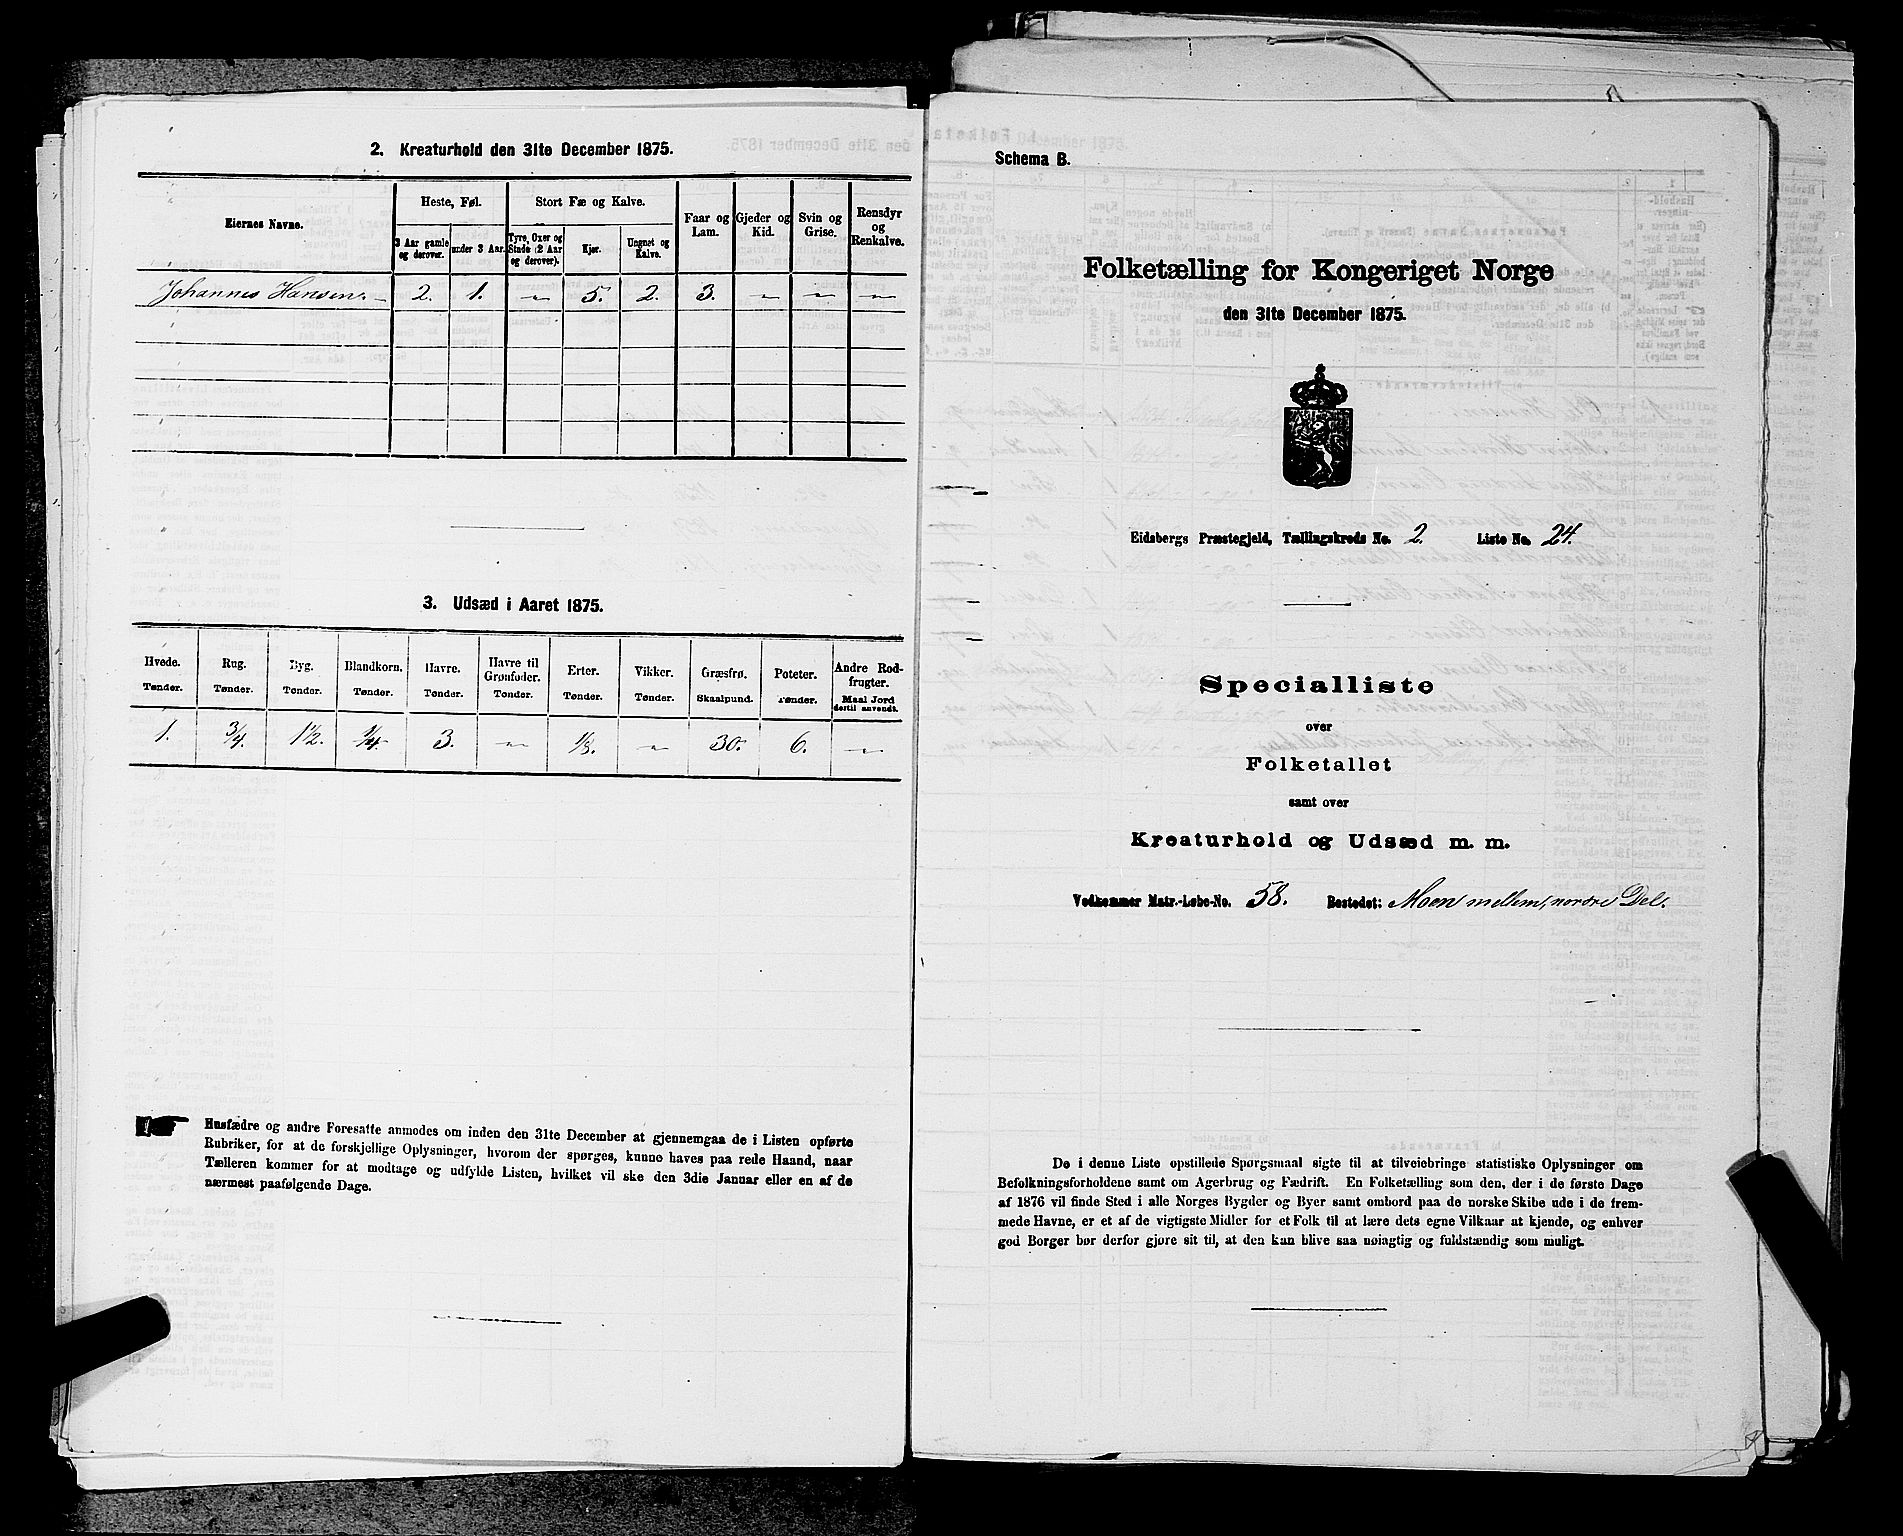 2. Kreaturhold den 31te December 1875.
Eiernes Navne.
Heste, Føl.
Stort Fæ og Kalve.
Faar og Lam.
Gjeder og Kid.
Svin og Grise.
Rensdyr og Renkalve.
3 Aar gamle og derover.
under 3 Aar.
Tyre, Oxer og Stude (2 Aar og derover).
Kjør.
Ungnet og Kalve.
Johannes Hansen. – 2. 1. – 5. 2. 3. – – –
3. Udsæd i Aaret 1875.
Hvede. Rug. Byg. Blandkorn. Havre. Havre til Grønfoder. Erter. Vikker. Græsfrø. Poteter. Andre Rodfrugter.
Tønder. Tønder. Tønder. Tønder. Tønder. Tønder. Tønder. Tønder. Skaalpund. Tønder. Maal Jord dertil anvendt.
1. 3/4. 1 1/2. 1/4. 3. – 1/8. – 30. 6. –
Husfædre og andre Foresatte anmodes om inden den 31te December at gjennemgaa de i Listen opførte
Rubriker, for at de forskjellige Oplysninger, hvorom der spørges, kunne haves paa rede Haand, naar
Tælleren kommer for at modtage og udfylde Listen, hvilket vil ske den 3die Januar eller en af de
nærmest paafølgende Dage.
Schema B.
Folketælling for Kongeriget Norge
den 31te December 1875.
Eidsbergs Præstegjeld, Tællingskreds No. 2. Liste No. 24.
Specialliste
over
Folketallet
samt over
Kreaturhold og Udsæd m. m.
Vedkommer Matr.-Løbe-No. 58. Bostedet: Moen mellem, nordre Del.
De i denne Liste opstillede Spørgsmaal sigte til at tilveiebringe statistiske Oplysninger om
Befolkningsforholdene samt om Agerbrug og Fædrift. En Folketælling som den, der i de første Dage
af 1876 vil finde Sted i alle Norges Bygder og Byer samt ombord paa de norske Skibe ude i de frem-
mede Havne, er et af de vigtigste Midler for et Folk til at lære dets egne Vilkaar at kjende, og enhver
god Borger bør derfor gjøre sit til, at den kan blive saa nøiagtig og fuldstændig som muligt.